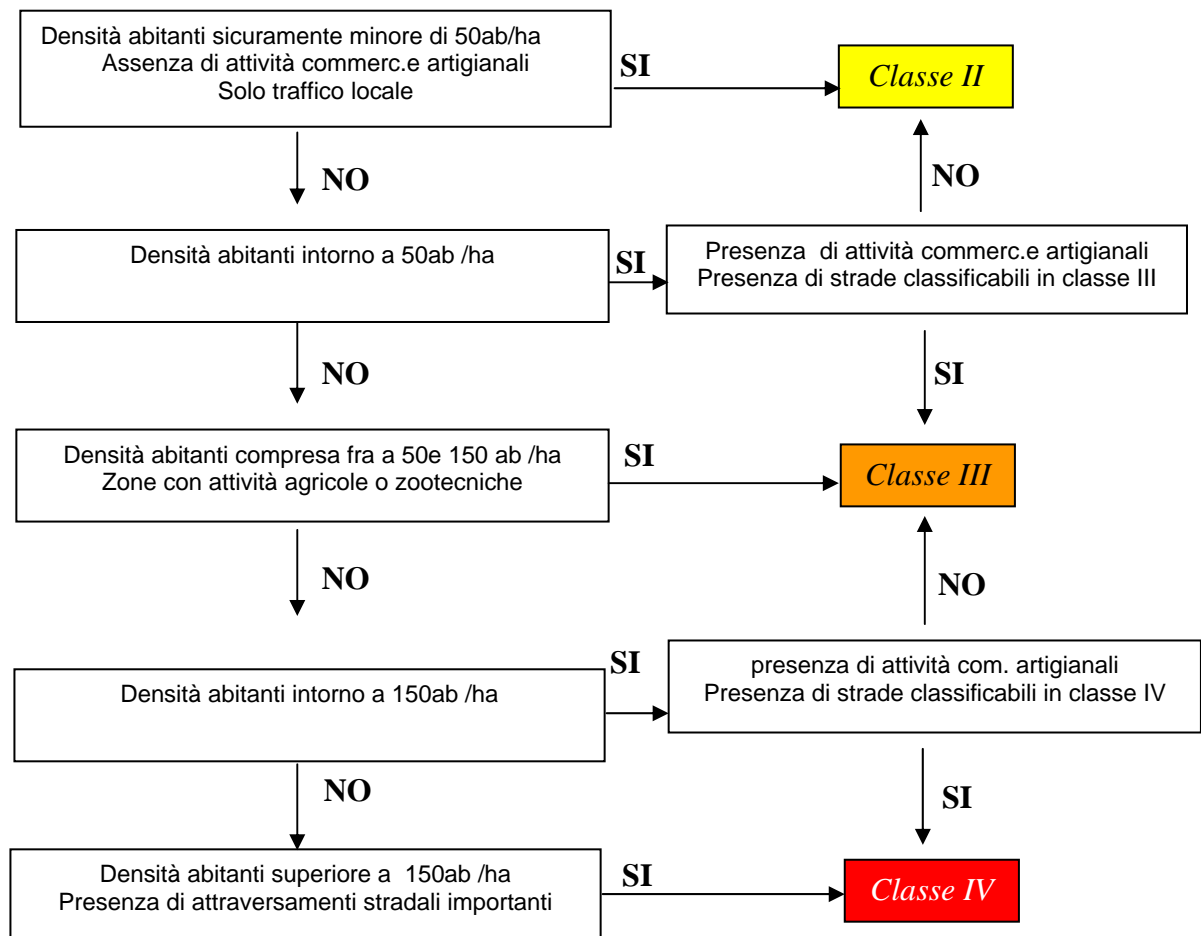 Densità abitanti sicuramente minore di 50ab/ha
Assenza di attività commerc.e artigianali
Solo traffico locale
SI
Classe II
NO
NO
Densità abitanti intorno a 50ab /ha
SI
Presenza  di attività commerc.e artigianali
Presenza di strade classificabili in classe III
NO
SI
Densità abitanti compresa fra a 50e 150 ab /ha
Zone con attività agricole o zootecniche
SI
Classe III
NO
NO
Densità abitanti intorno a 150ab /ha
SI
presenza di attività com. artigianali
Presenza di strade classificabili in classe IV
NO
SI
Densità abitanti superiore a  150ab /ha
Presenza di attraversamenti stradali importanti
SI
Classe IV